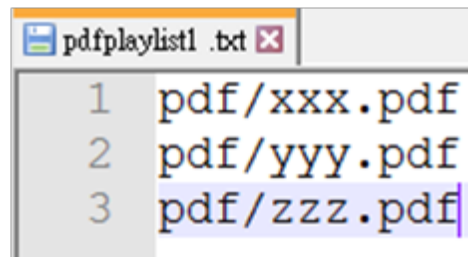 pdfplaylist1 .txt
1 pdf/xxx.pdf
2 pdf/yyy.pdf
3 pdf/zzz.pdf